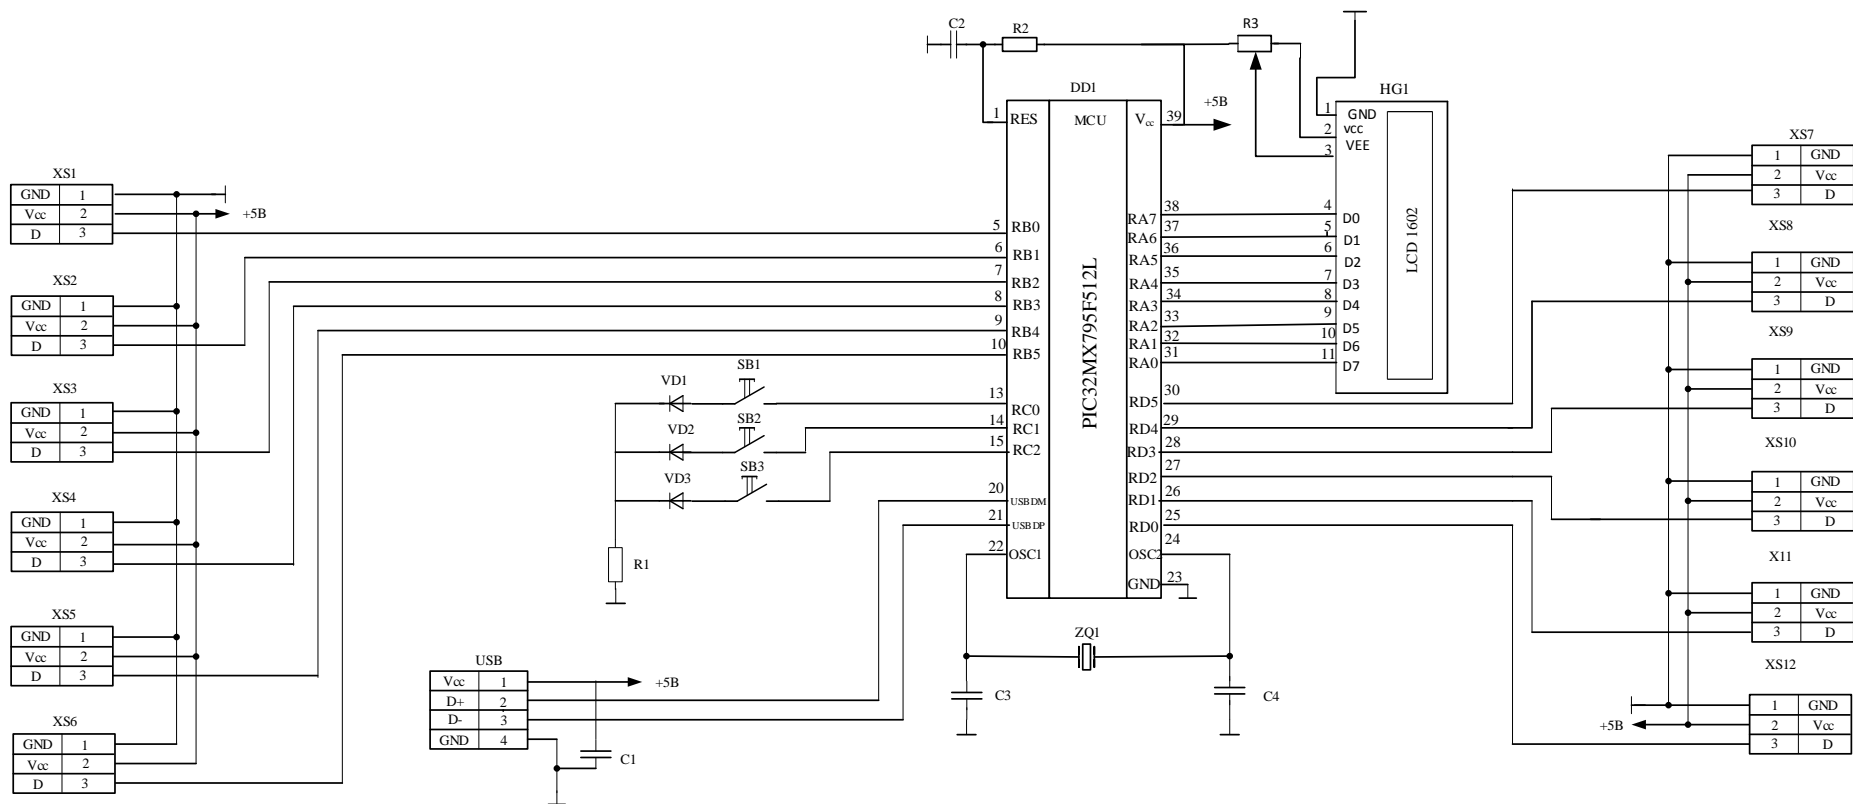 C2
R2
R3
DD1
HG1
XS1
GND 1
Vcc 2
D 3
+5В
XS2
GND 1
Vcc 2
D 3
XS3
GND 1
Vcc 2
D 3
XS4
GND 1
Vcc 2
D 3
XS5
GND 1
Vcc 2
D 3
XS6
GND 1
Vcc 2
D 3
1 RES
5 RB0
6 RB1
7 RB2
8 RB3
9 RB4
10 RB5
13 RC0
14 RC1
15 RC2
20 USBDM
21 USBDP
22 OSC1
MCU
PIC32MX795F512L
Vcc 39
+5В
RA7 38
RA6 37
RA5 36
RA4 35
RA3 34
RA2 33
RA1 32
RA0 31
RD5 30
RD4 29
RD3 28
RD2 27
RD1 26
RD0 25
OSC2 24
GND 23
1 GND
2 vcc
3 VEE
4 D0
5 D1
6 D2
7 D3
8 D4
9 D5
10 D6
11 D7
LCD 1602
VD1
SB1
VD2
SB2
VD3
SB3
R1
USB
Vcc 1
D+ 2
D- 3
GND 4
+5В
C1
ZQ1
C3
C4
XS7
1 GND
2 Vcc
3 D
XS8
1 GND
2 Vcc
3 D
XS9
1 GND
2 Vcc
3 D
XS10
1 GND
2 Vcc
3 D
X11
1 GND
2 Vcc
3 D
XS12
1 GND
2 Vcc
3 D
+5В